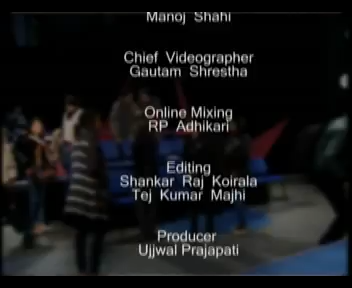 Manoj Shahi
Chief Videographer
Gautam Shrestha
Online Mixing
RP Adhikari
Editing
Shankar Raj Koirala
Tej Kumar Majhi
Producer
Ujjwal Prajapati